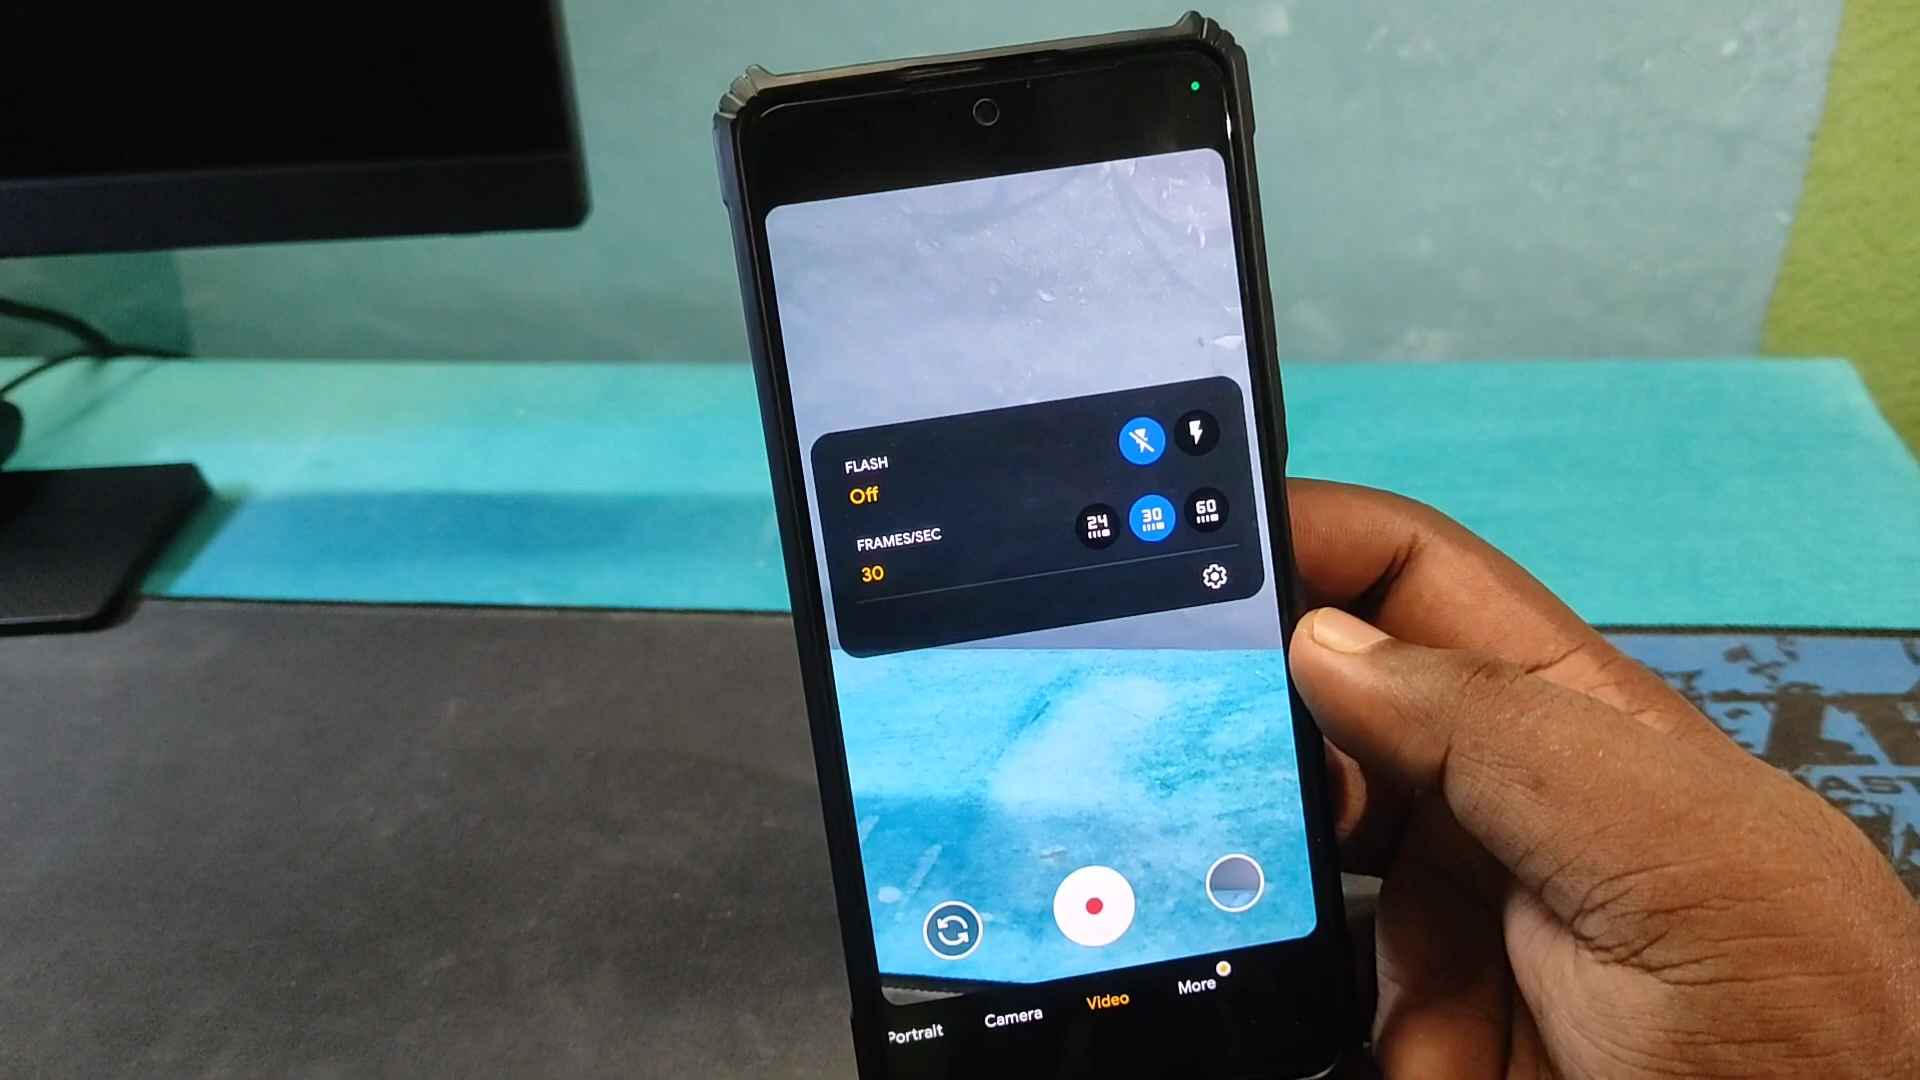 FLASH
Off
FRAMES/SEC
30
24
30
60
Portrait
Camera
Video
More